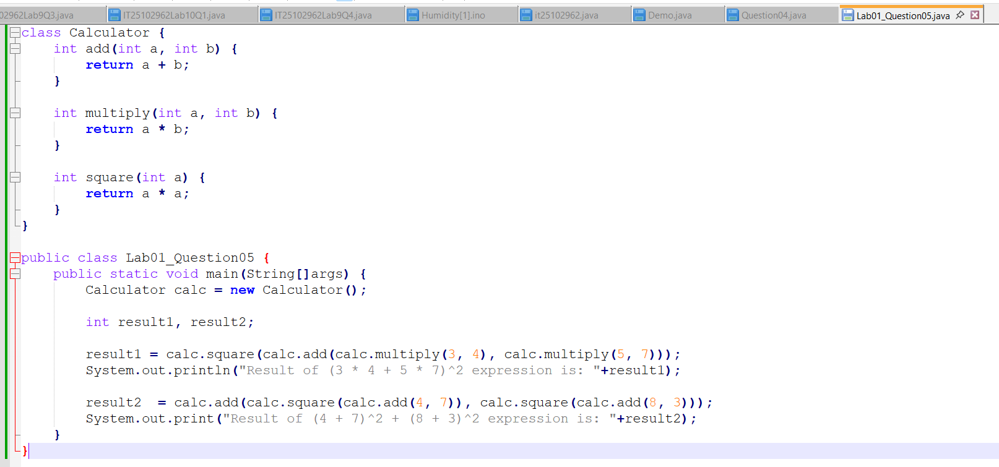 02962Lab9Q3.java IT25102962Lab10Q1.java IT25102962Lab9Q4.java Humidity[1].ino it25102962.java Demo.java Question04.java Lab01_Question05.java
class Calculator {
    int add(int a, int b) {
        return a + b;
    }

    int multiply(int a, int b) {
        return a * b;
    }

    int square(int a) {
        return a * a;
    }
}

public class Lab01_Question05 {
    public static void main(String[]args) {
        Calculator calc = new Calculator();

        int result1, result2;

        result1 = calc.square(calc.add(calc.multiply(3, 4), calc.multiply(5, 7)));
        System.out.println("Result of (3 * 4 + 5 * 7)^2 expression is: "+result1);

        result2  = calc.add(calc.square(calc.add(4, 7)), calc.square(calc.add(8, 3)));
        System.out.print("Result of (4 + 7)^2 + (8 + 3)^2 expression is: "+result2);
    }
}